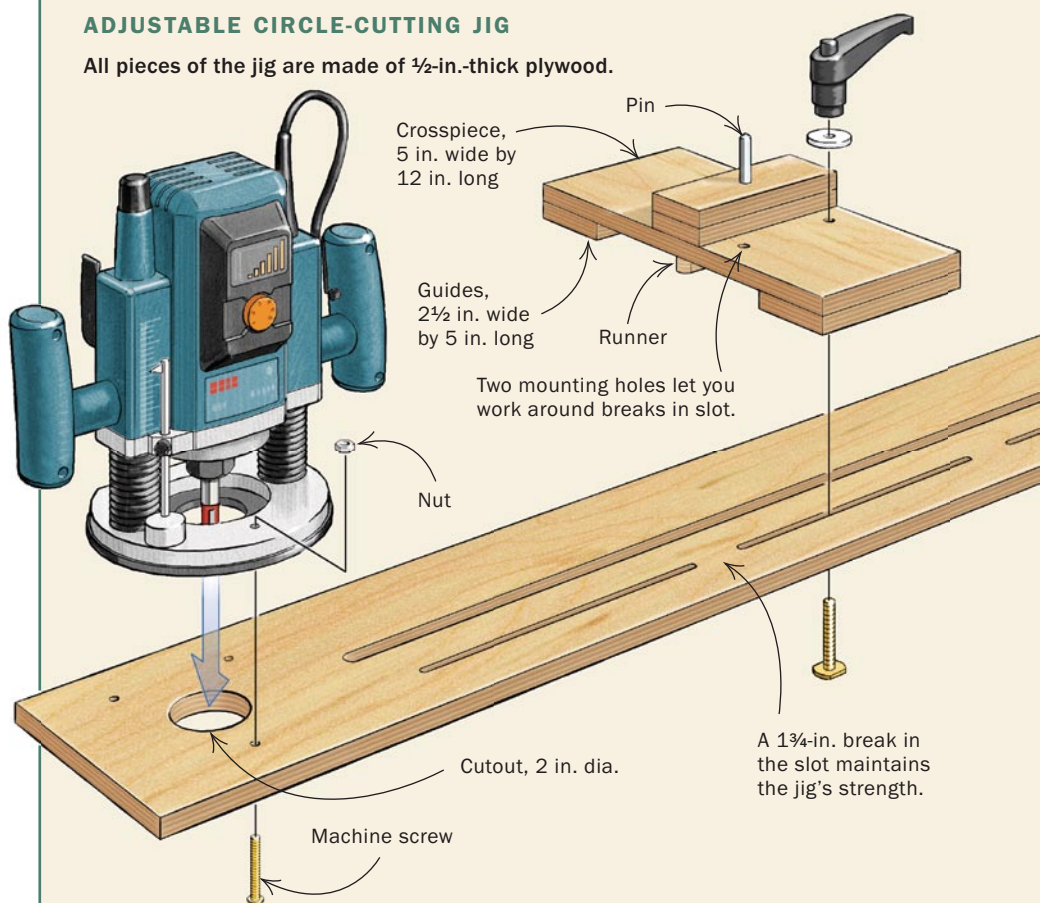 ADJUSTABLE CIRCLE-CUTTING JIG
All pieces of the jig are made of ½-in.-thick plywood.
Pin
Crosspiece,
5 in. wide by
12 in. long
Guides,
2½ in. wide
by 5 in. long
Runner
Two mounting holes let you
work around breaks in slot.
Nut
Cutout, 2 in. dia.
A 1¾-in. break in
the slot maintains
the jig's strength.
Machine screw